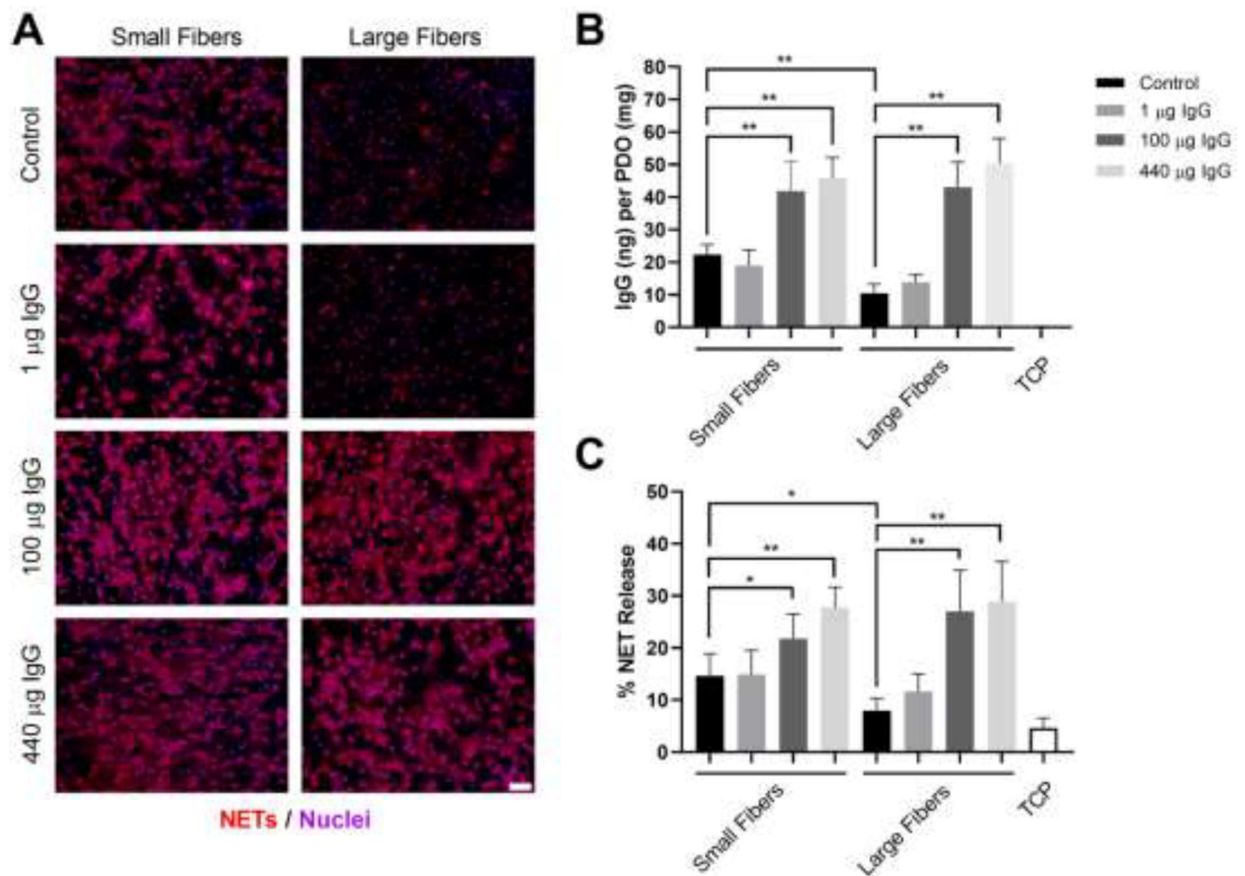 A
Small Fibers Large Fibers
Control
1 μg IgG
100 μg IgG
440 μg IgG
NETs / Nuclei
B
IgG (ng) per PDO (mg)
80
70
60
50
40
30
20
10
0
**
**
**
**
**
Small Fibers
Large Fibers
TCP
Control
1 μg IgG
100 μg IgG
440 μg IgG
C
% NET Release
50
40
30
20
10
0
*
**
**
**
*
Small Fibers
Large Fibers
TCP